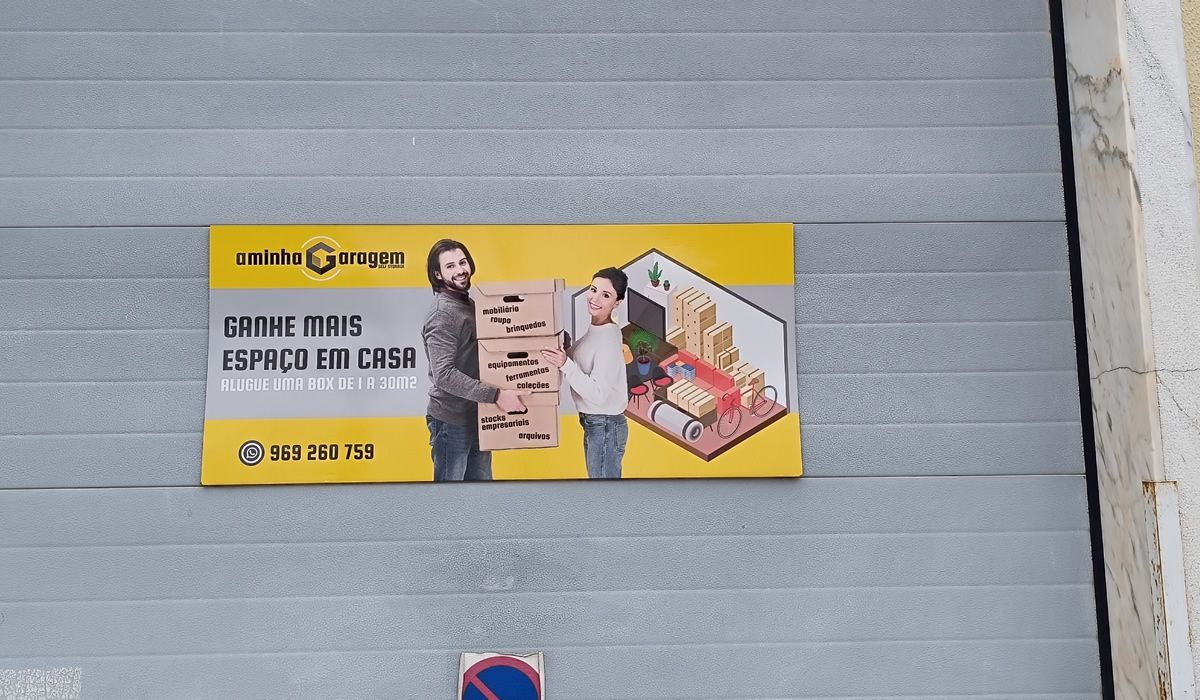 aminha Garagem
SELF STORAGE
GANHE MAIS
ESPAÇO EM CASA
ALUGUE UMA BOX DE 1 A 30M2
969 260 759
mobiliário
roupa
brinquedos
equipamentos
ferramentas
coleções
stocks
empresariais
arquivos